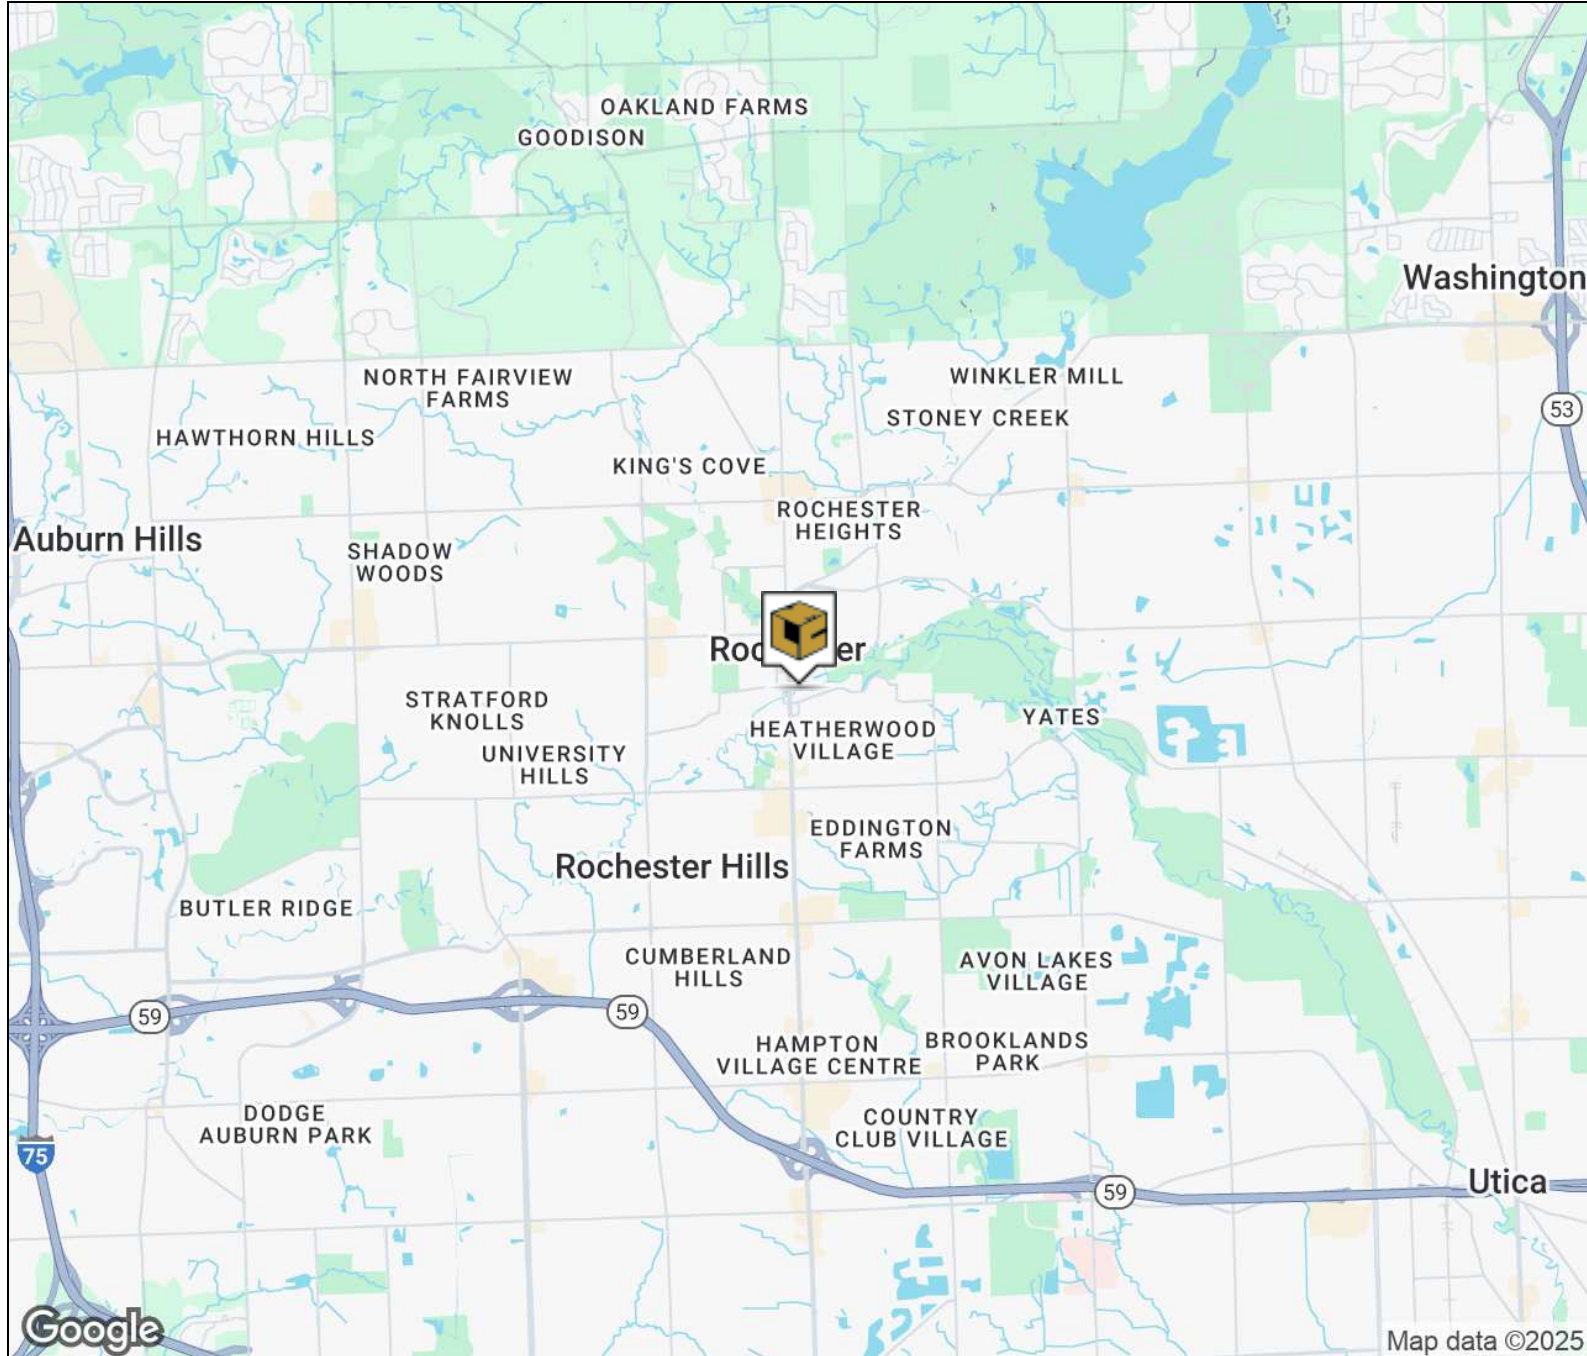 OAKLAND FARMS
GOODISON
Washington
NORTH FAIRVIEW
FARMS
WINKLER MILL
53
STONEY CREEK
HAWTHORN HILLS
KING'S COVE
ROCHESTER
HEIGHTS
Auburn Hills
SHADOW
WOODS
STRATFORD
KNOLLS
YATES
HEATHERWOOD
VILLAGE
UNIVERSITY
HILLS
EDDINGTON
FARMS
Rochester Hills
BUTLER RIDGE
CUMBERLAND
HILLS
AVON LAKES
VILLAGE
59
59
HAMPTON
VILLAGE CENTRE
BROOKLANDS
PARK
DODGE
AUBURN PARK
COUNTRY
CLUB VILLAGE
75
59
Utica
Google
Map data ©2025